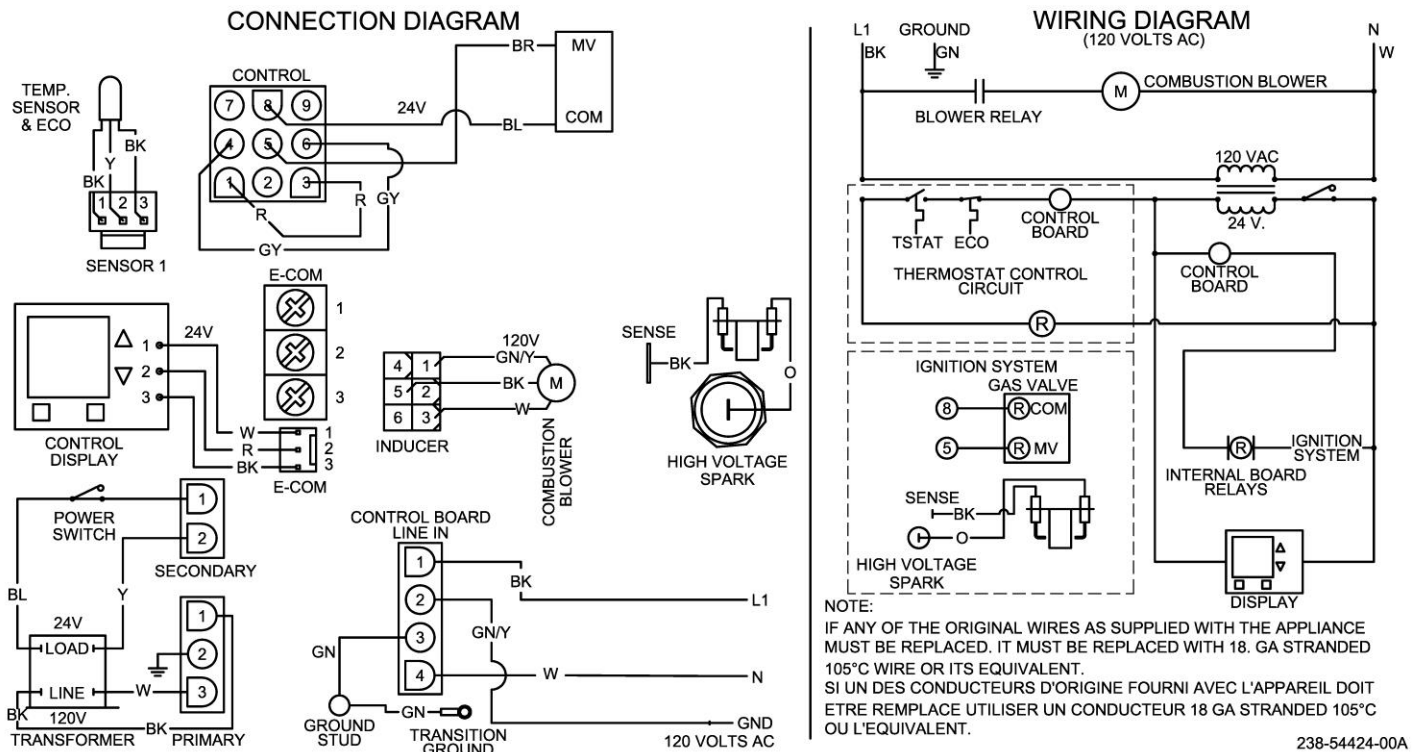 CONNECTION DIAGRAM
TEMP.
SENSOR
& ECO
BK
Y
BK
1 2 3
SENSOR 1
CONTROL
7 8 9
4 5 6
1 2 3
24V
BR
MV
BL
COM
R
R
GY
GY
E-COM
1
2
3
24V
1
2
3
CONTROL
DISPLAY
W
R
BK
1
2
3
E-COM
4 1
5 2
6 3
INDUCER
120V
GN/Y
BK
W
M
COMBUSTION
BLOWER
SENSE
BK
O
HIGH VOLTAGE
SPARK
POWER
SWITCH
1
2
SECONDARY
BL
Y
24V
LOAD
LINE
120V
TRANSFORMER
BK
W
BK
1
2
3
PRIMARY
CONTROL BOARD
LINE IN
1
2
3
4
BK
L1
GN/Y
GN
W
N
GN
GROUND
STUD
TRANSITION
GROUND
GND
120 VOLTS AC
WIRING DIAGRAM
(120 VOLTS AC)
L1
BK
GROUND
GN
N
W
BLOWER RELAY
M
COMBUSTION BLOWER
120 VAC
24 V.
TSTAT
ECO
CONTROL
BOARD
THERMOSTAT CONTROL
CIRCUIT
R
CONTROL
BOARD
IGNITION SYSTEM
GAS VALVE
8
R COM
5
R MV
SENSE
BK
O
HIGH VOLTAGE
SPARK
R
IGNITION
SYSTEM
INTERNAL BOARD
RELAYS
DISPLAY
NOTE:
IF ANY OF THE ORIGINAL WIRES AS SUPPLIED WITH THE APPLIANCE
MUST BE REPLACED. IT MUST BE REPLACED WITH 18. GA STRANDED
105°C WIRE OR ITS EQUIVALENT.
SI UN DES CONDUCTEURS D'ORIGINE FOURNI AVEC L'APPAREIL DOIT
ETRE REMPLACE UTILISER UN CONDUCTEUR 18 GA STRANDED 105°C
OU L'EQUIVALENT.
238-54424-00A